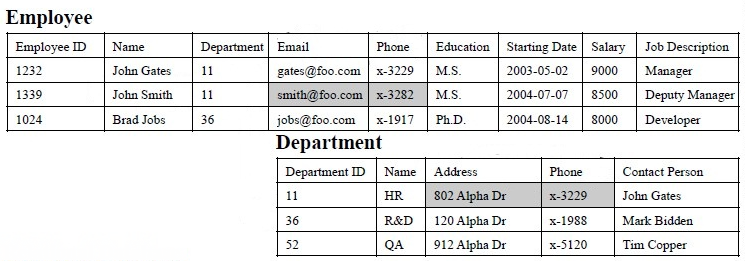 Employee
Employee ID Name Department Email Phone Education Starting Date Salary Job Description
1232 John Gates 11 gates@foo.com x-3229 M.S. 2003-05-02 9000 Manager
1339 John Smith 11 smith@foo.com x-3282 M.S. 2004-07-07 8500 Deputy Manager
1024 Brad Jobs 36 jobs@foo.com x-1917 Ph.D. 2004-08-14 8000 Developer
Department
Department ID Name Address Phone Contact Person
11 HR 802 Alpha Dr x-3229 John Gates
36 R&D 120 Alpha Dr x-1988 Mark Bidden
52 QA 912 Alpha Dr x-5120 Tim Copper